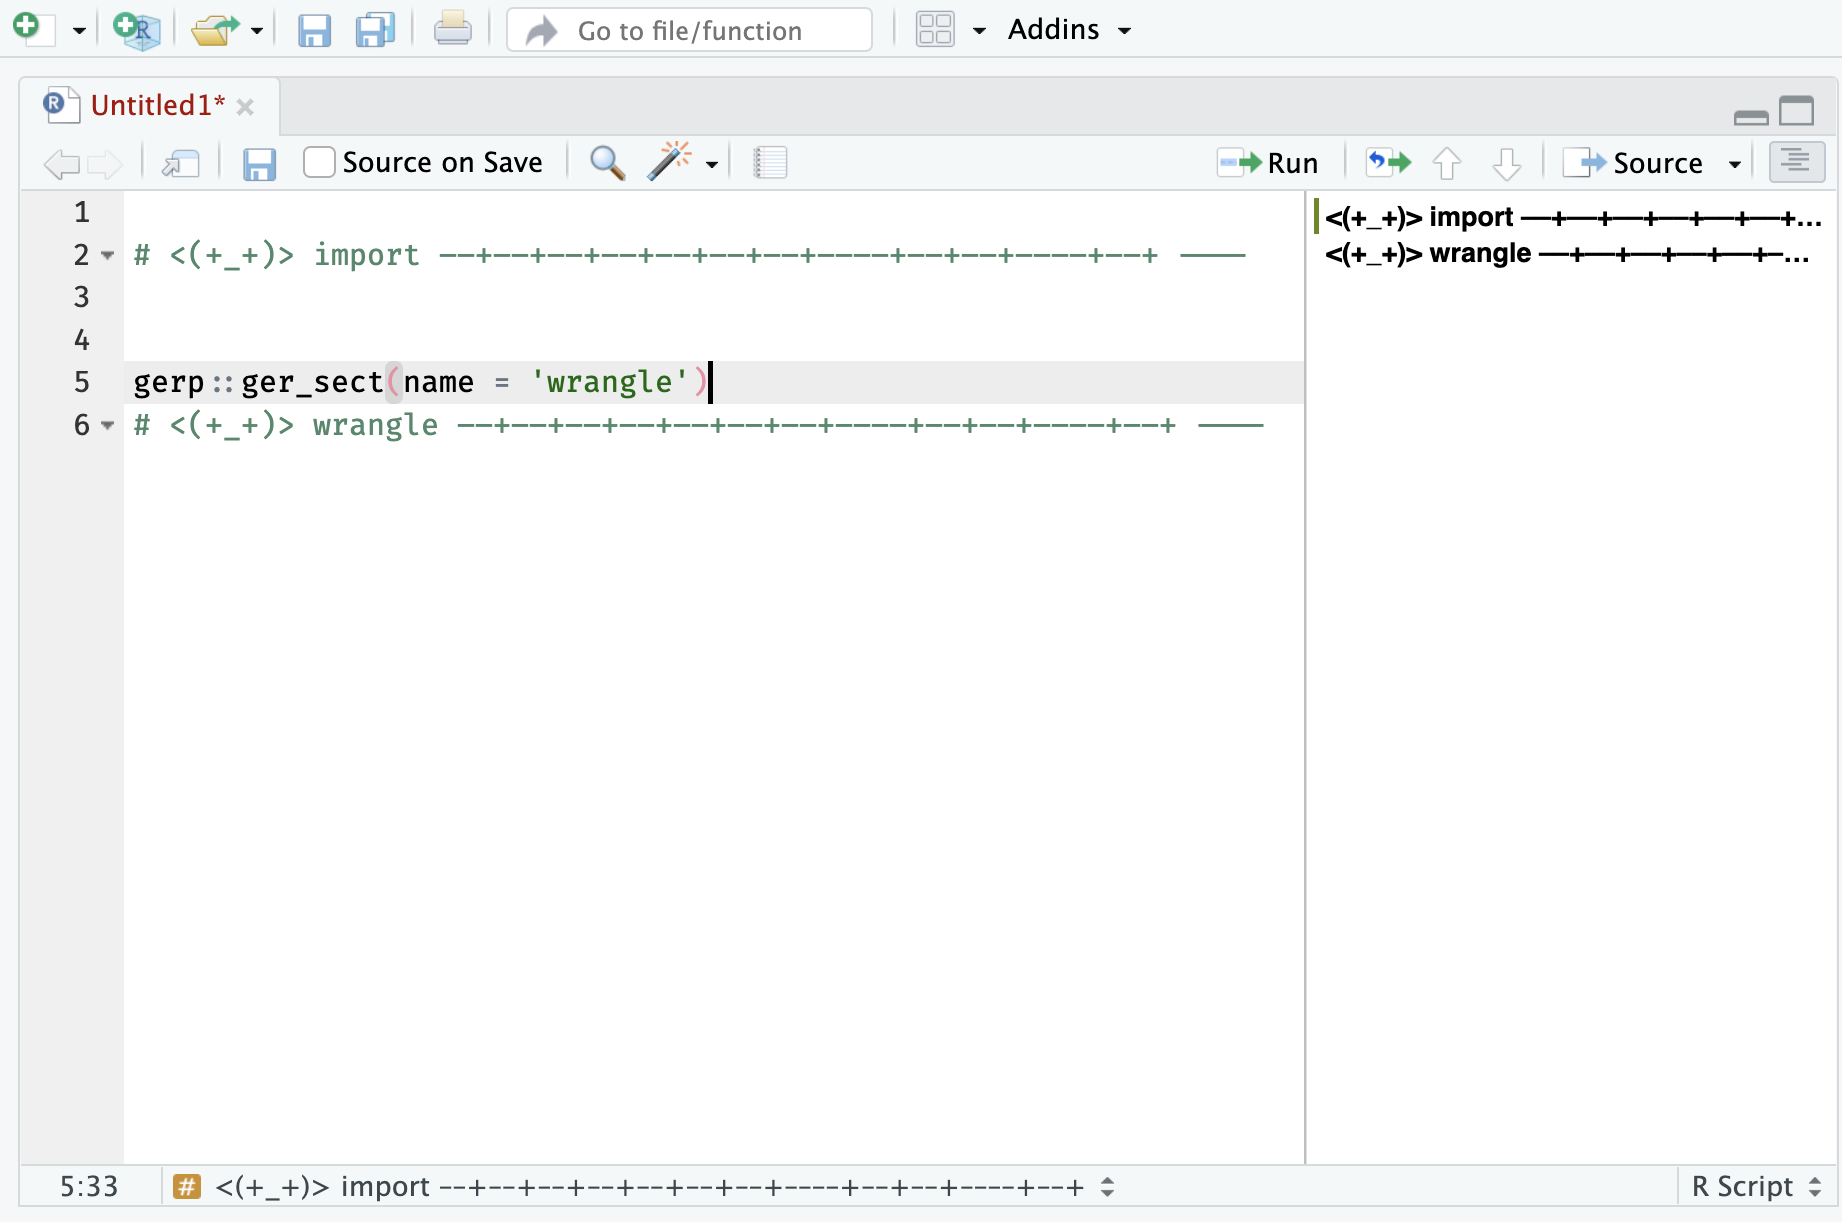 Go to file/function
Addins
Untitled1*
Source on Save
Run
Source
1
2 # <(+_+)> import --+--+--+--+--+--+--+----+--+--+----+--+ ----
3
4
5 gerp::ger_sect(name = 'wrangle')
6 # <(+_+)> wrangle --+--+--+--+--+--+--+----+--+--+----+--+ ----
<(+_+)> import --+--+--+--+--+--+...
<(+_+)> wrangle --+--+--+--+--+-...
5:33
# <(+_+)> import --+--+--+--+--+--+--+----+--+--+----+--+
R Script